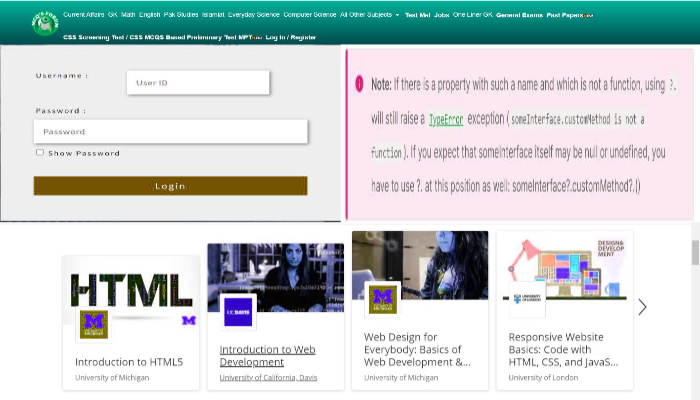 Current Affairs GK Math English Pak Studies Islamiat Everyday Science Computer Science All Other Subjects Test Mei Jobs One Liner GK General Exams Past Papers
CSS Screening Test / CSS MCQS Based Preliminary Test MPT Log In / Register
Username :
User ID
Password :
Password
Show Password
Login
Note: If there is a property with such a name and which is not a function, using ?.
will still raise a TypeError exception (someInterface.customMethod is not a
function). If you expect that someInterface itself may be null or undefined, you
have to use ?. at this position as well: someInterface?.customMethod?.()
HTML
M
Introduction to HTML5
University of Michigan
UCDAVIS
Introduction to Web
Development
University of California, Davis
M
Web Design for
Everybody: Basics of
Web Development &...
University of Michigan
DESIGN&
DEVELOP
MENT
UNIVERSITY
OF LONDON
Responsive Website
Basics: Code with
HTML, CSS, and JavaS...
University of London